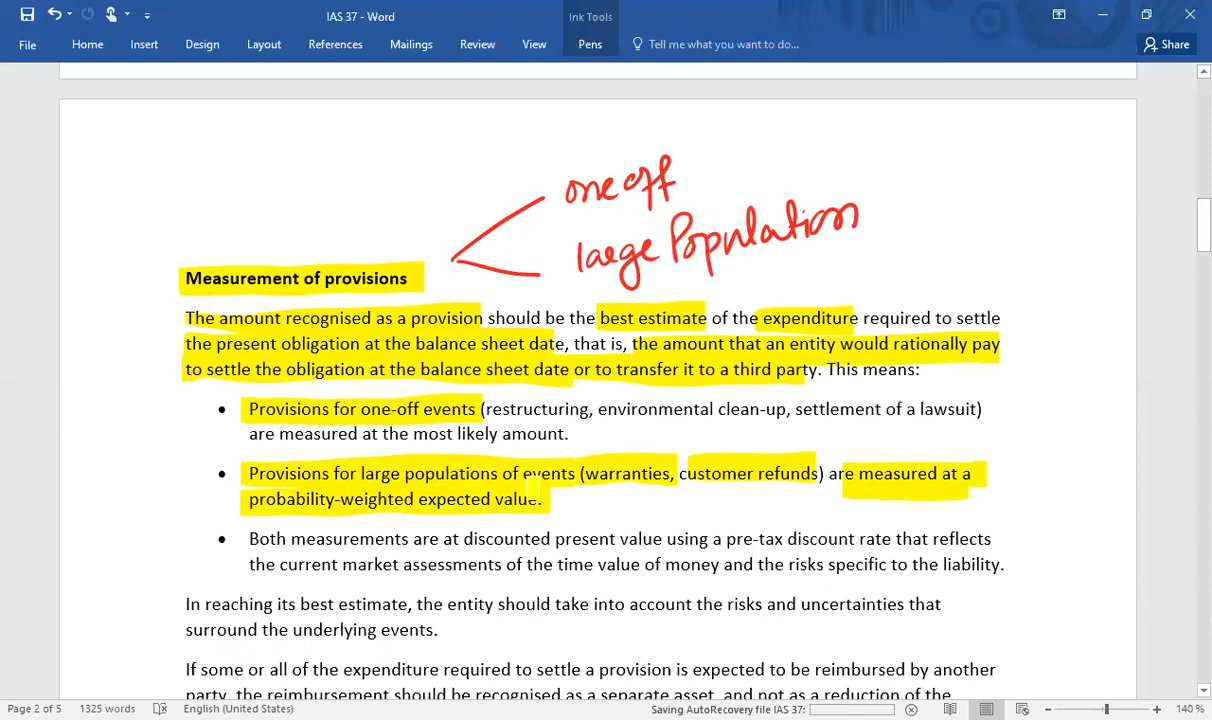 IAS 37 - Word
Ink Tools
File Home Insert Design Layout References Mailings Review View Pens Tell me what you want to do... Share
one off
large Population
Measurement of provisions
The amount recognised as a provision should be the best estimate of the expenditure required to settle
the present obligation at the balance sheet date, that is, the amount that an entity would rationally pay
to settle the obligation at the balance sheet date or to transfer it to a third party. This means:
• Provisions for one-off events (restructuring, environmental clean-up, settlement of a lawsuit)
are measured at the most likely amount.
• Provisions for large populations of events (warranties, customer refunds) are measured at a
probability-weighted expected value.
• Both measurements are at discounted present value using a pre-tax discount rate that reflects
the current market assessments of the time value of money and the risks specific to the liability.
In reaching its best estimate, the entity should take into account the risks and uncertainties that
surround the underlying events.
If some or all of the expenditure required to settle a provision is expected to be reimbursed by another
party, the reimbursement should be recognised as a separate asset, and not as a reduction of the
Page 2 of 5 1325 words English (United States) Saving AutoRecovery file IAS 37: 140 %